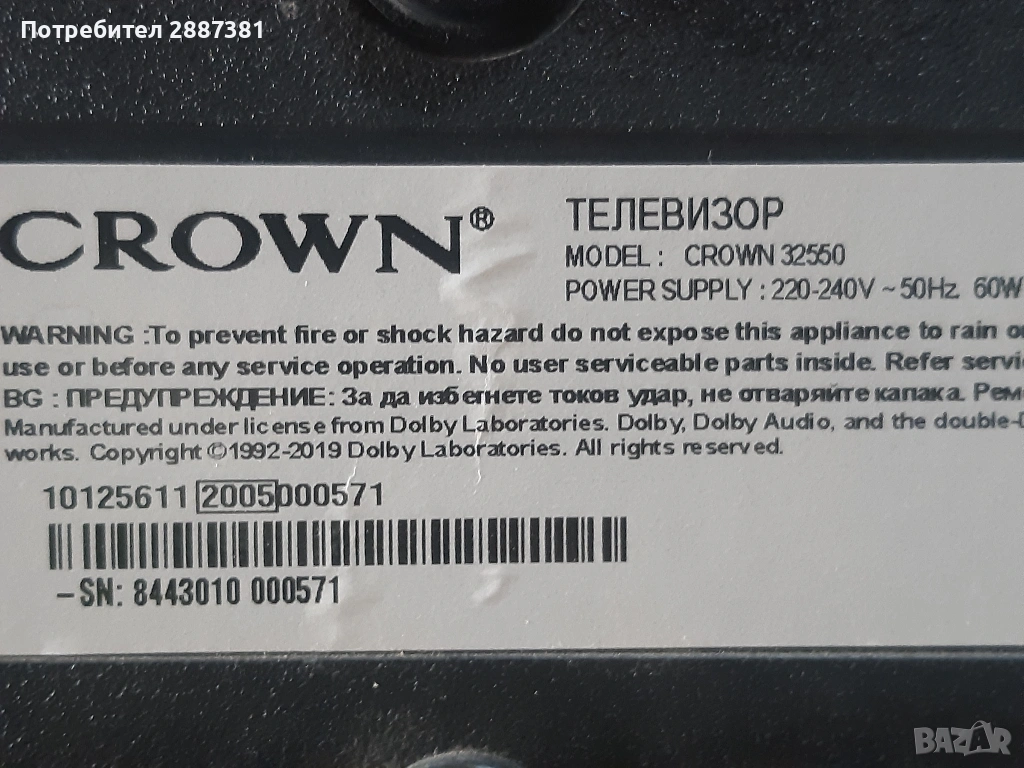 Потребител 2887381
CROWN®
ТЕЛЕВИЗОР
MODEL : CROWN 32550
POWER SUPPLY : 220-240V ~ 50Hz 60W
WARNING :To prevent fire or shock hazard do not expose this appliance to rain
use or before any service operation. No user serviceable parts inside. Refer
BG : ПРЕДУПРЕЖДЕНИЕ: За да избегнете токов удар, не отваряйте капака.
Manufactured under license from Dolby Laboratories. Dolby, Dolby Audio, and the
works. Copyright ©1992-2019 Dolby Laboratories. All rights reserved.
10125611 2005000571
–SN: 8443010 000571
BAZAR